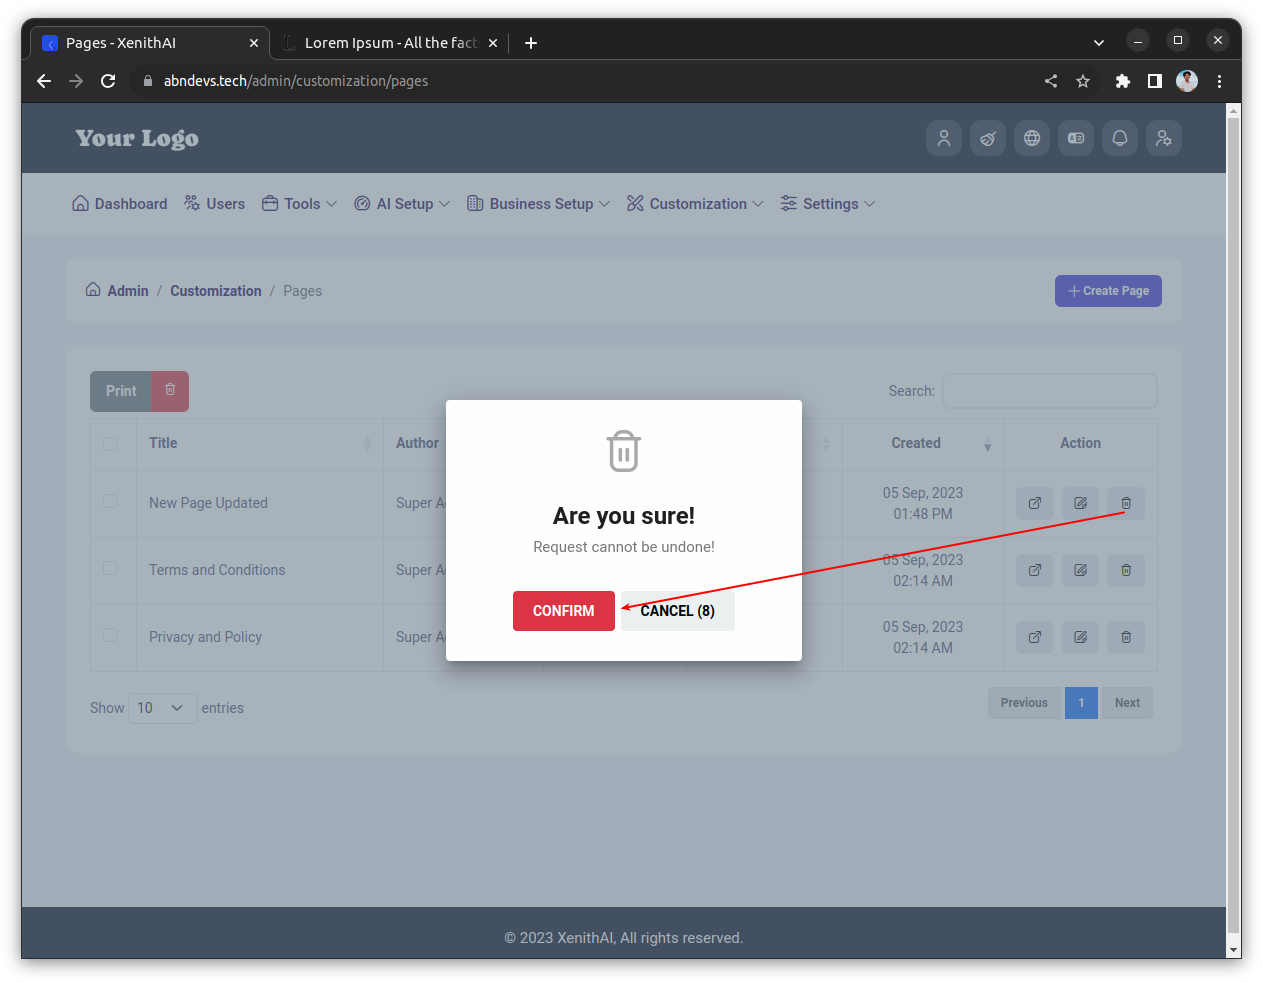 Pages - XenithAI
Lorem Ipsum - All the fact
abndevs.tech/admin/customization/pages
Your Logo
Dashboard Users Tools AI Setup Business Setup Customization Settings
Admin / Customization / Pages
Create Page
Print
Search:
Title Author Created Action
New Page Updated Super A 05 Sep, 2023
01:48 PM
Terms and Conditions Super A 05 Sep, 2023
02:14 AM
Privacy and Policy Super A 05 Sep, 2023
02:14 AM
Are you sure!
Request cannot be undone!
CONFIRM CANCEL (8)
Show 10 entries
Previous 1 Next
© 2023 XenithAI, All rights reserved.